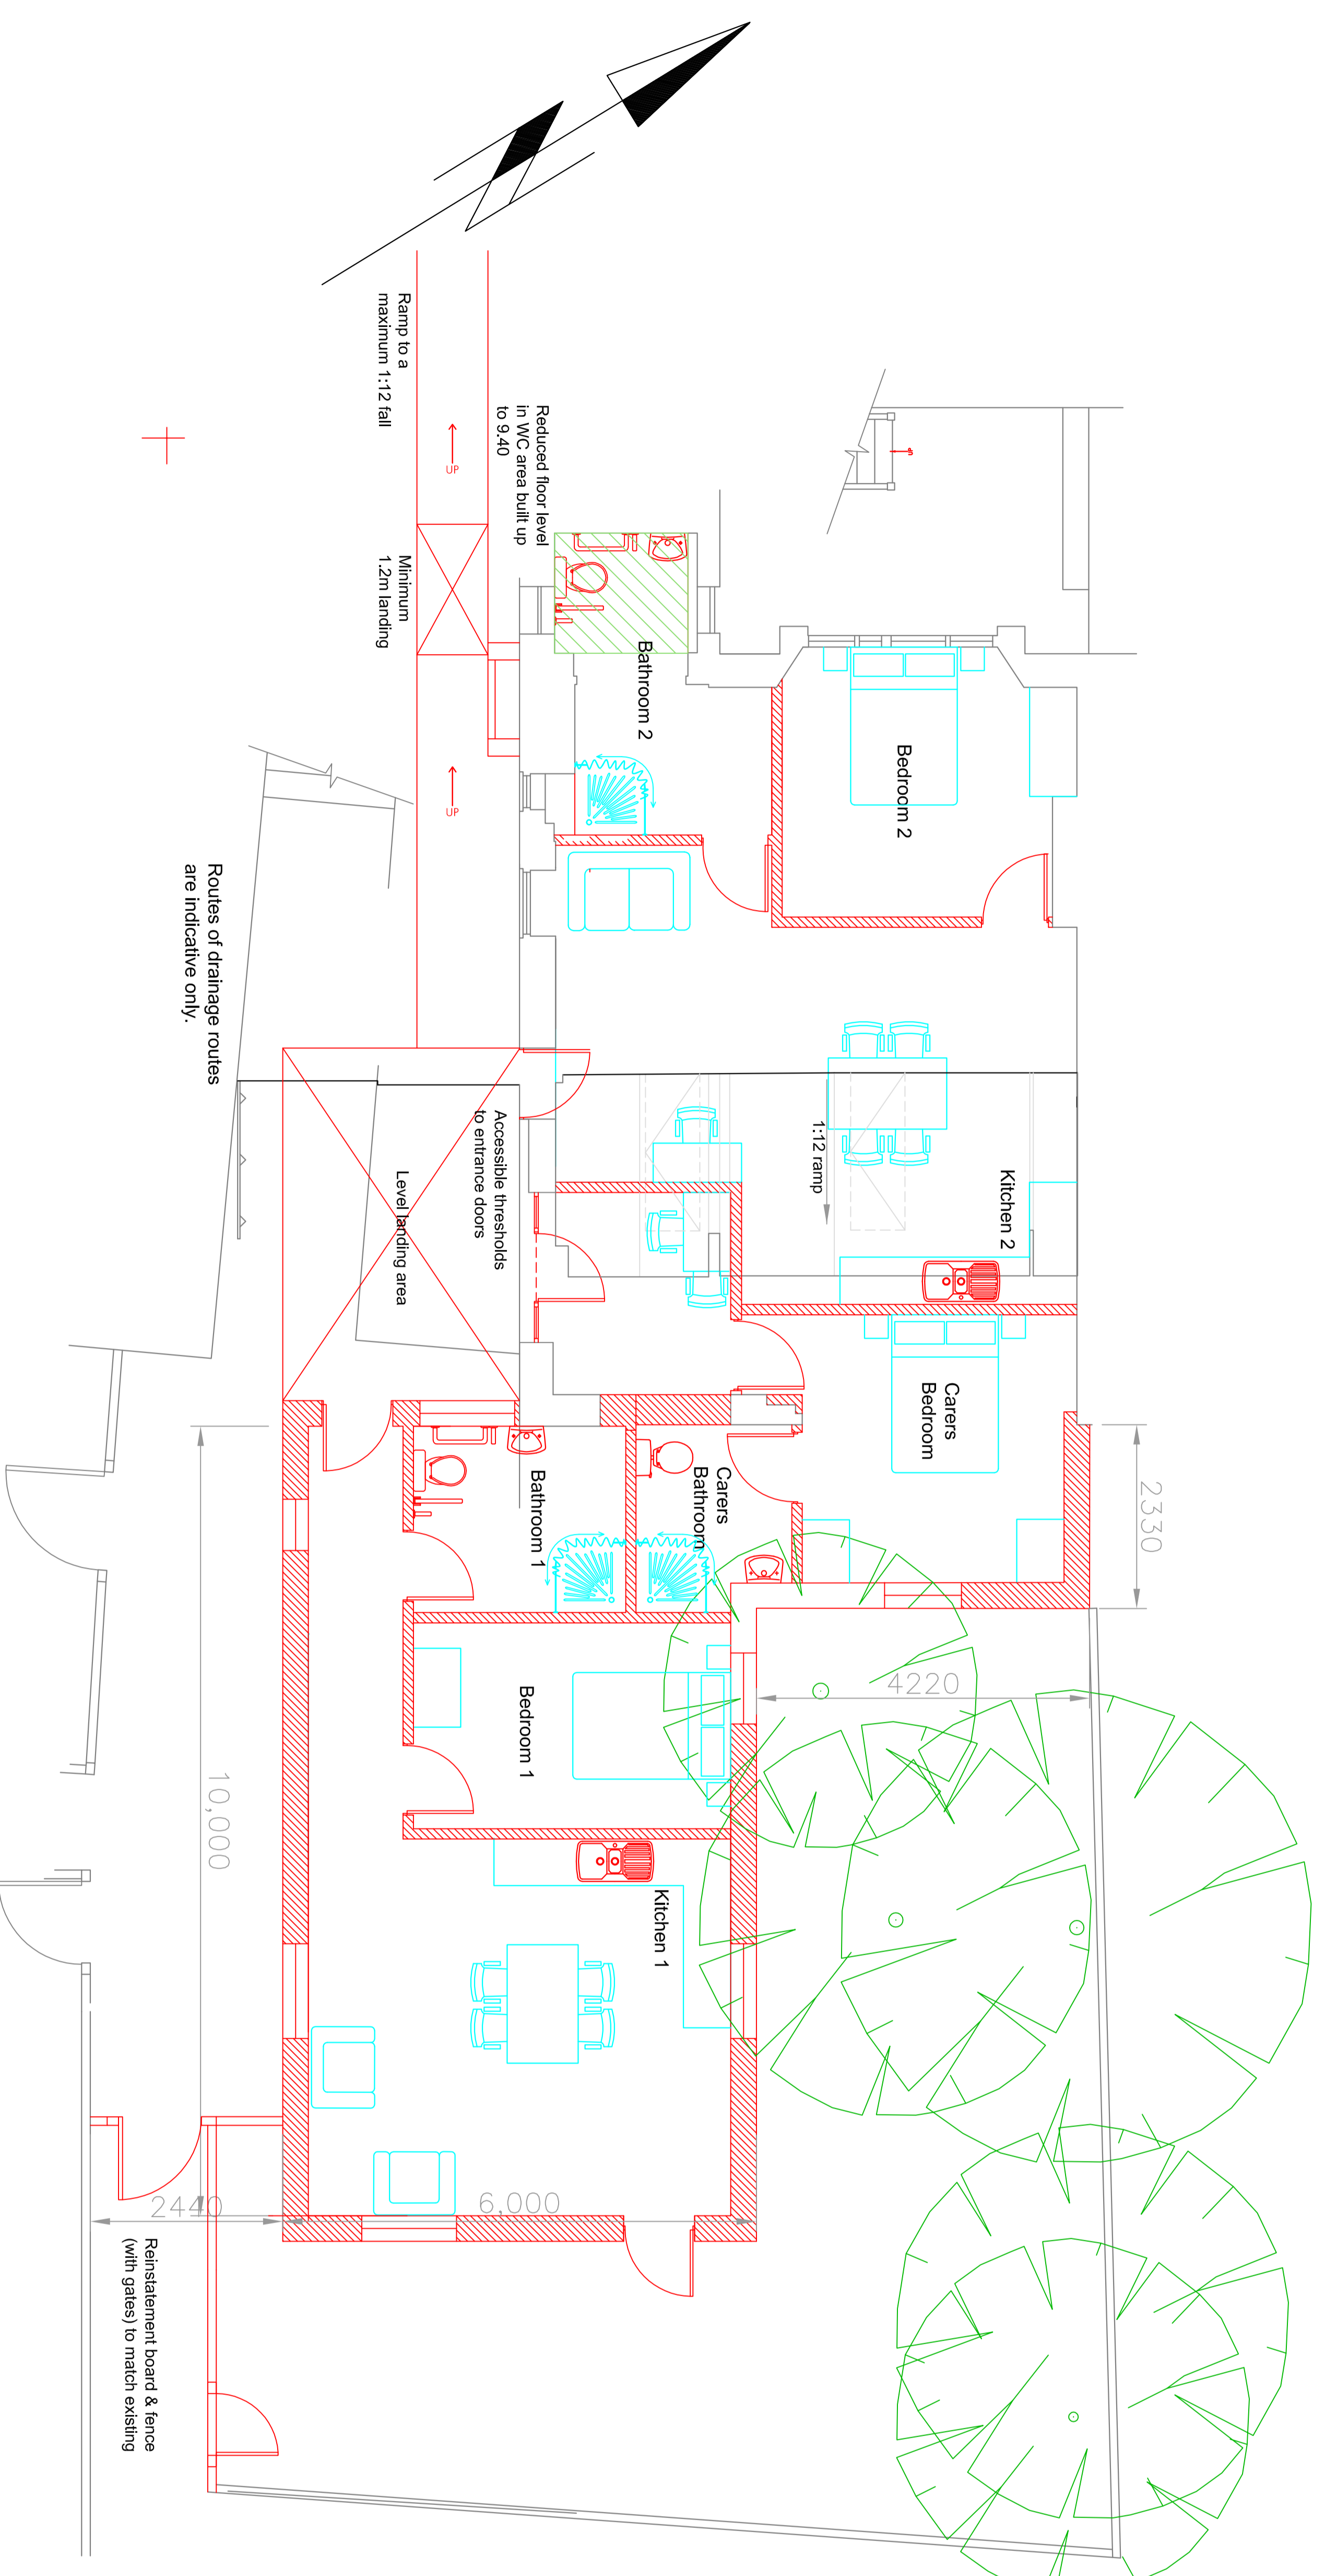 Ramp to a
maximum 1:12 fall
Reduced floor level
in WC area built up
to 9.40
UP
Minimum
1.2m landing
UP
Bathroom 2
Bedroom 2
Routes of drainage routes
are indicative only.
Accessible thresholds
to entrance doors
Level landing area
1:12 ramp
Kitchen 2
Carers
Bedroom
Carers
Bathroom
Bathroom 1
2330
4220
Bedroom 1
10,000
Kitchen 1
2440
6,000
Reinstatement board & fence
(with gates) to match existing